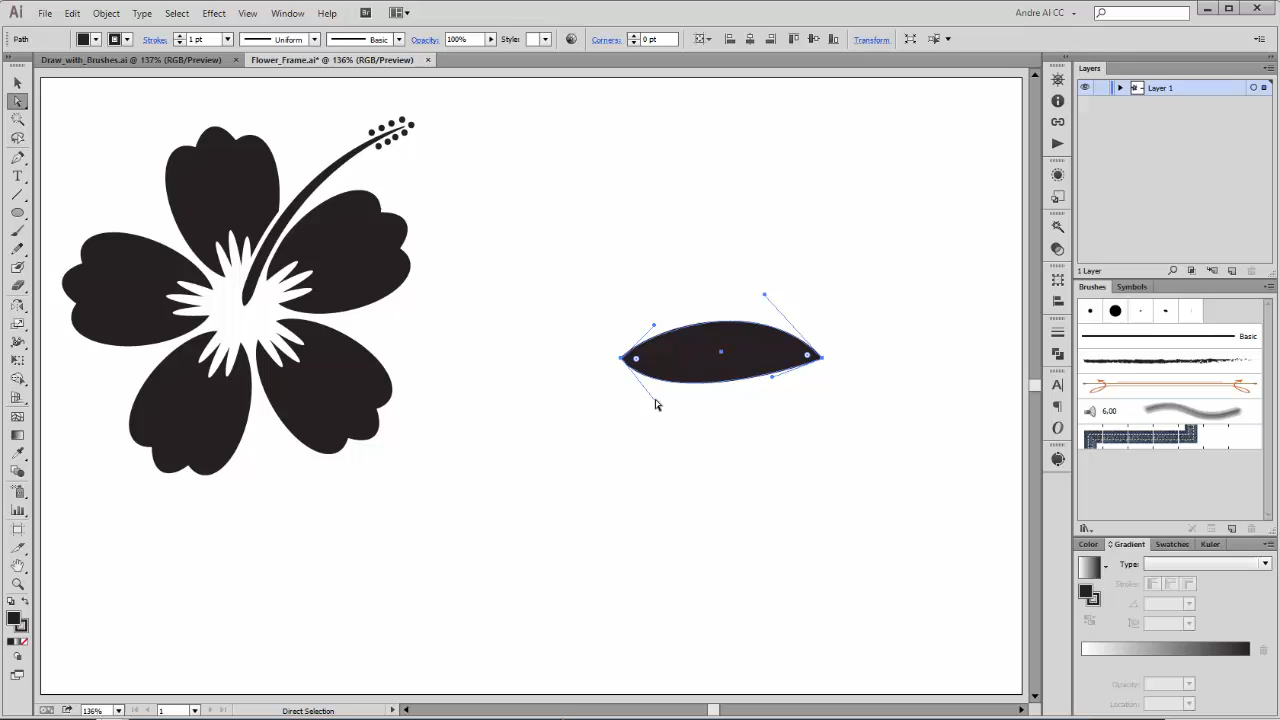 Ai File Edit Object Type Select Effect View Window Help Br Andre AI CC
Path Stroke: 1 pt Uniform Basic Opacity: 100% Style: Corners: 0 pt Transform
Draw_with_Brushes.ai @ 137% (RGB/Preview) × Flower_Frame.ai* @ 136% (RGB/Preview) ×
Layers
Layer 1
1 Layer
Brushes Symbols
Basic
6,00
Color Gradient Swatches Kuler
Type:
Stroke:
Opacity:
Location:
136% 1 Direct Selection